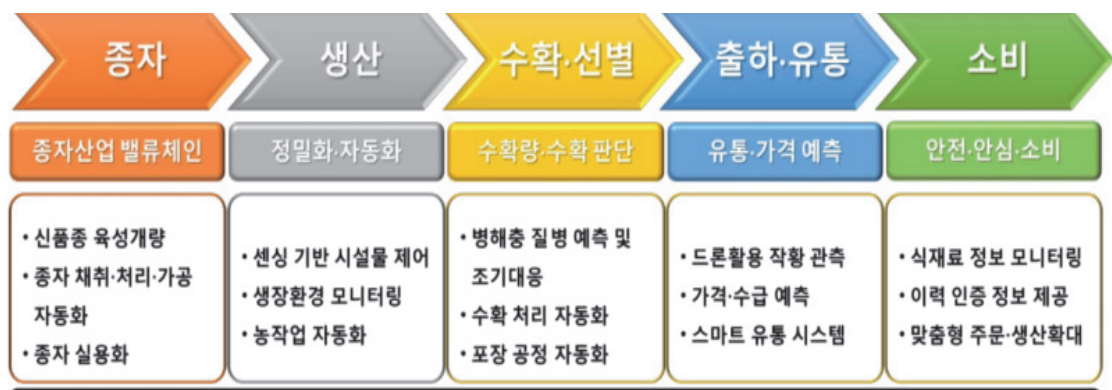 종자
생산
수확·선별
출하·유통
소비
종자산업 밸류체인
정밀화·자동화
수확량·수확 판단
유통·가격 예측
안전·안심·소비
• 신품종 육성개량
• 종자 채취·처리·가공
자동화
• 종자 실용화
• 센싱 기반 시설물 제어
• 생장환경 모니터링
• 농작업 자동화
• 병해충 질병 예측 및
조기대응
• 수확 처리 자동화
• 포장 공정 자동화
• 드론활용 작황 관측
• 가격·수급 예측
• 스마트 유통 시스템
• 식재료 정보 모니터링
• 이력 인증 정보 제공
• 맞춤형 주문·생산확대